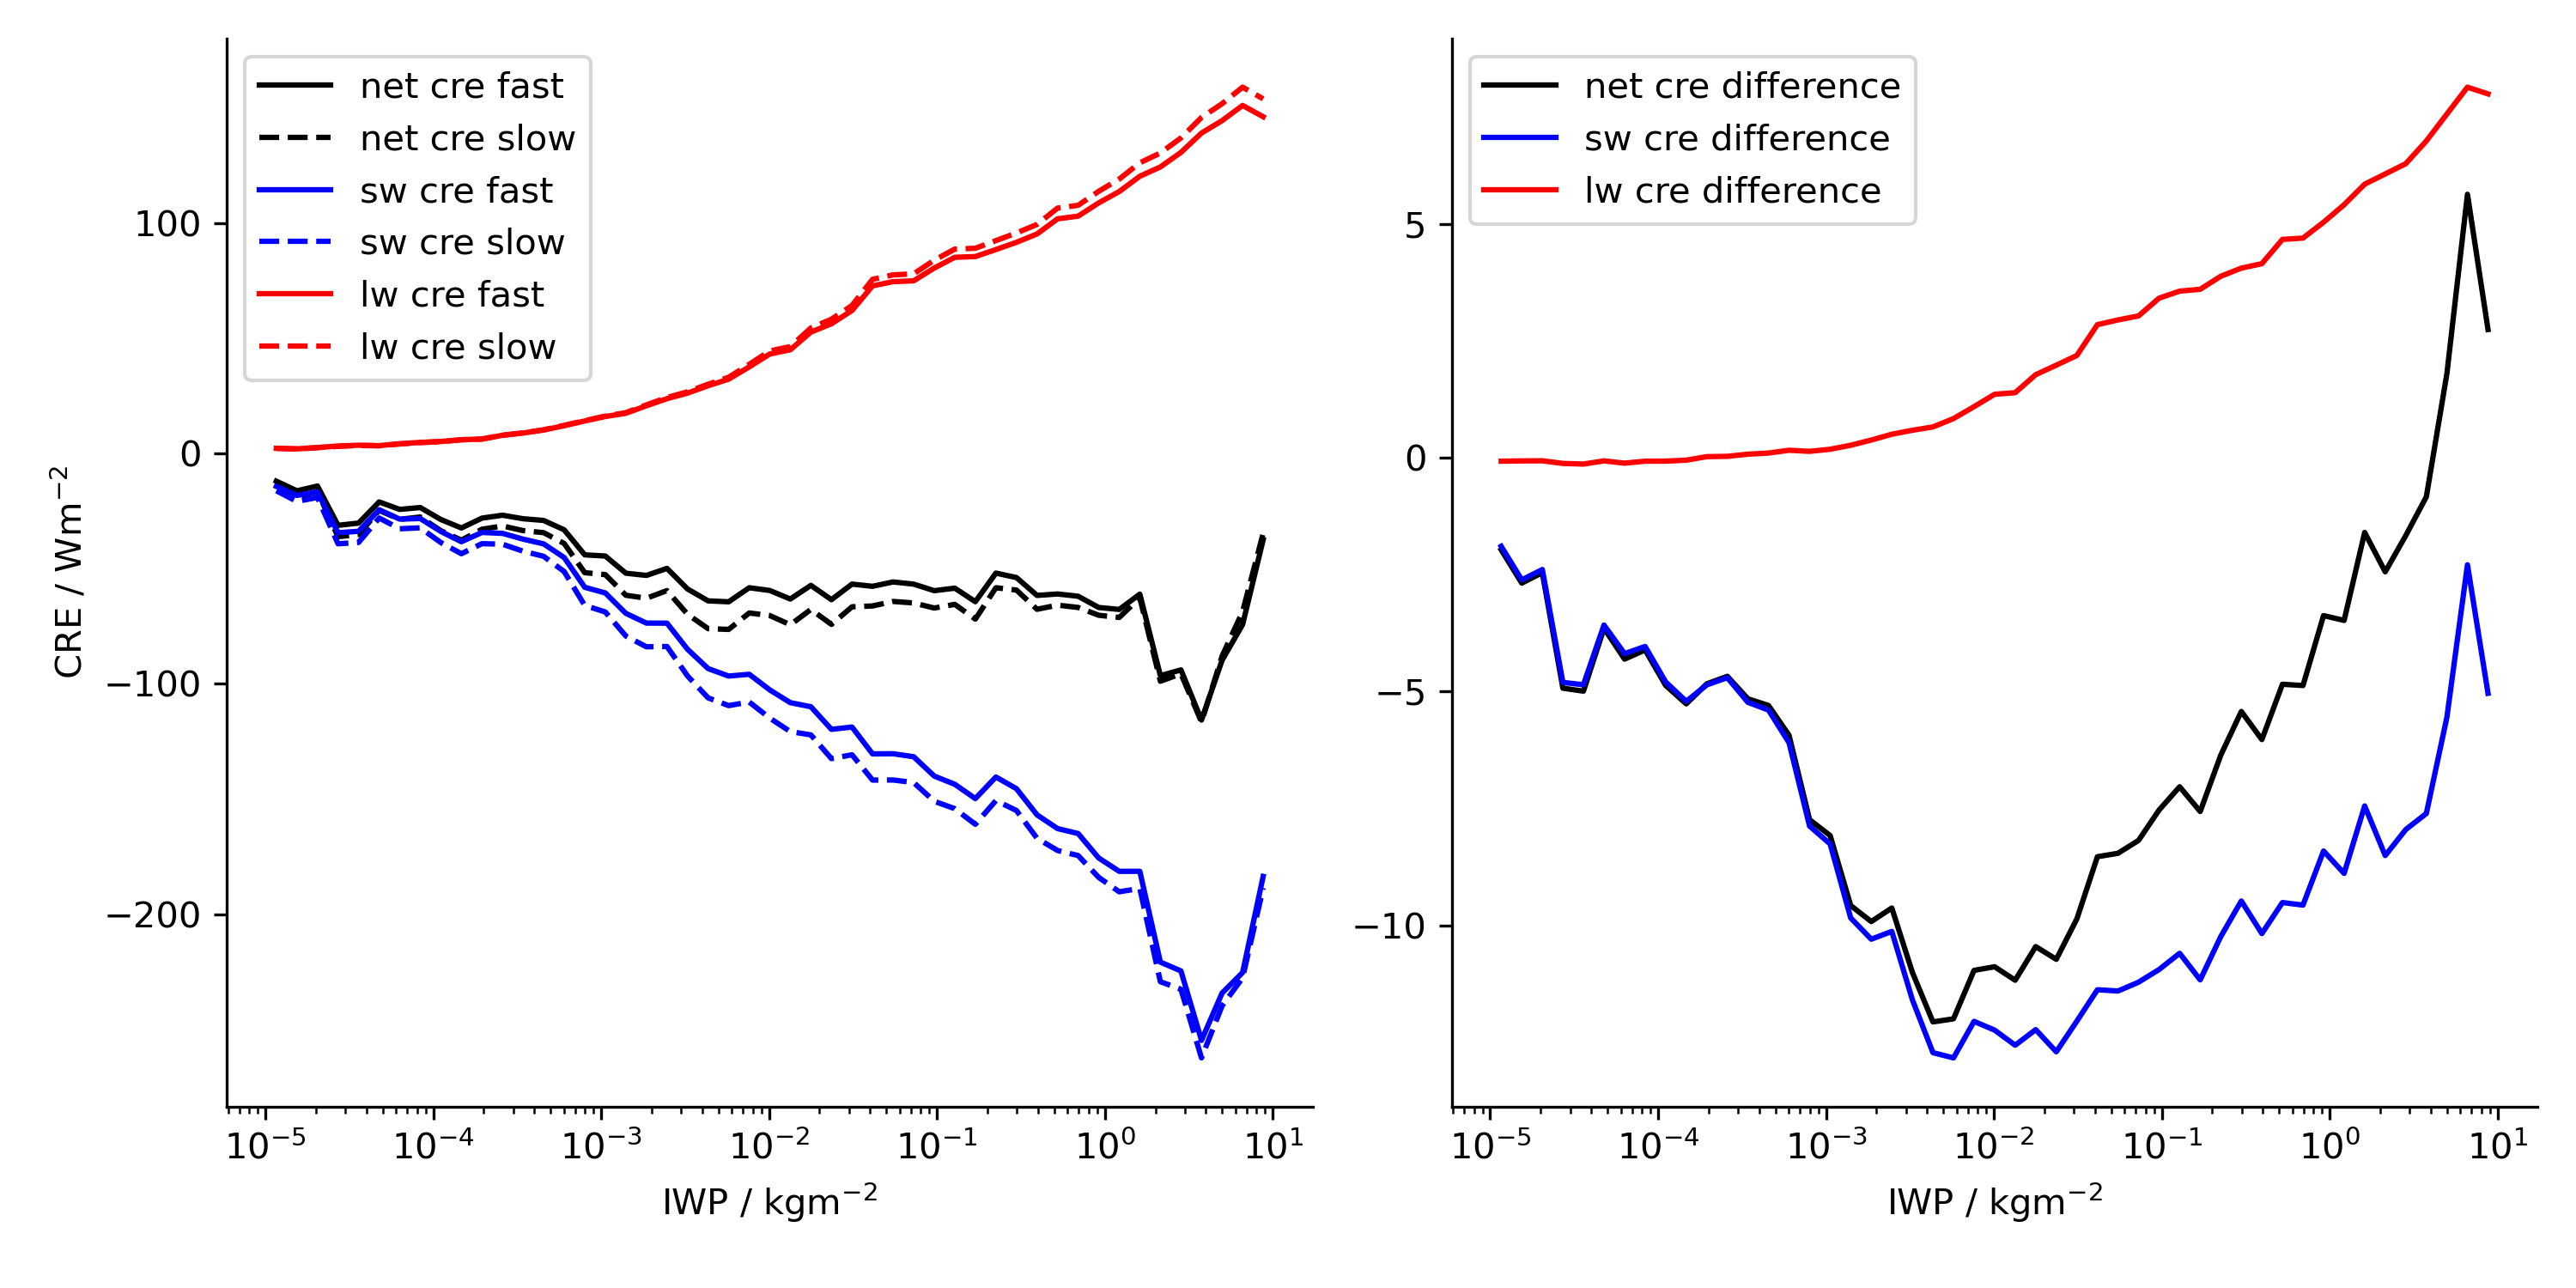 net cre fast
net cre slow
sw cre fast
sw cre slow
lw cre fast
lw cre slow
100
0
−100
−200
CRE / Wm⁻²
10⁻⁵ 10⁻⁴ 10⁻³ 10⁻² 10⁻¹ 10⁰ 10¹
IWP / kgm⁻²
net cre difference
sw cre difference
lw cre difference
5
0
−5
−10
10⁻⁵ 10⁻⁴ 10⁻³ 10⁻² 10⁻¹ 10⁰ 10¹
IWP / kgm⁻²